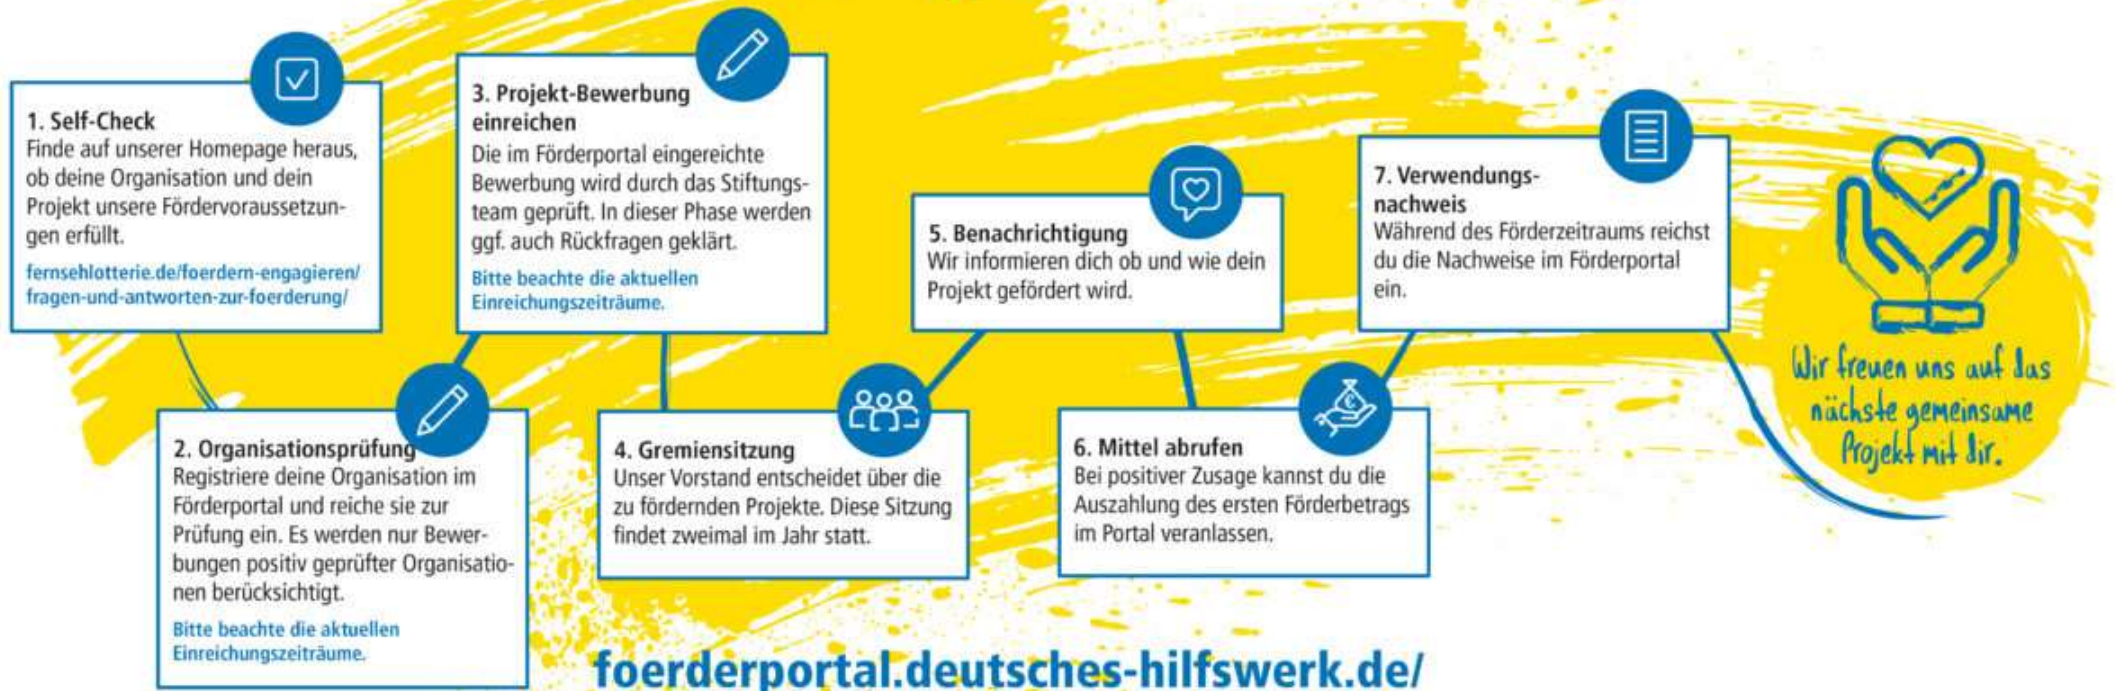 1. Self-Check
Finde auf unserer Homepage heraus,
ob deine Organisation und dein
Projekt unsere Fördervoraussetzun-
gen erfüllt.
fernsehlotterie.de/foerdern-engagieren/
fragen-und-antworten-zur-foerderung/
2. Organisationsprüfung
Registriere deine Organisation im
Förderportal und reiche sie zur
Prüfung ein. Es werden nur Bewer-
bungen positiv geprüfter Organisatio-
nen berücksichtigt.
Bitte beachte die aktuellen
Einreichungszeiträume.
3. Projekt-Bewerbung
einreichen
Die im Förderportal eingereichte
Bewerbung wird durch das Stiftungs-
team geprüft. In dieser Phase werden
ggf. auch Rückfragen geklärt.
Bitte beachte die aktuellen
Einreichungszeiträume.
4. Gremiensitzung
Unser Vorstand entscheidet über die
zu fördernden Projekte. Diese Sitzung
findet zweimal im Jahr statt.
5. Benachrichtigung
Wir informieren dich ob und wie dein
Projekt gefördert wird.
6. Mittel abrufen
Bei positiver Zusage kannst du die
Auszahlung des ersten Förderbetrags
im Portal veranlassen.
7. Verwendungs-
nachweis
Während des Förderzeitraums reichst
du die Nachweise im Förderportal
ein.
Wir freuen uns auf das
nächste gemeinsame
Projekt mit dir.
foerderportal.deutsches-hilfswerk.de/